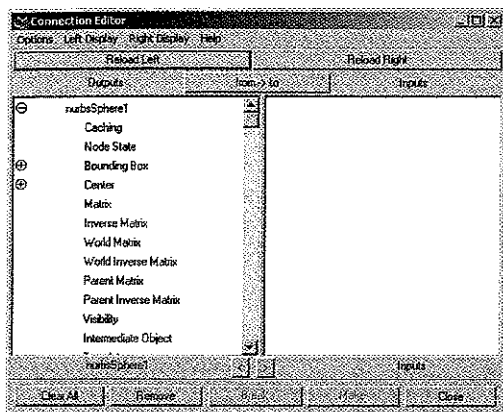 Connection Editor
Options Left Display Right Display Help
Reload Left Reload Right
Outputs from -> to Inputs
nurbsSphere1
Caching
Node State
Bounding Box
Center
Matrix
Inverse Matrix
World Matrix
World Inverse Matrix
Parent Matrix
Parent Inverse Matrix
Visibility
Intermediate Object
nurbsSphere1 < > Inputs
Clear All Remove Close